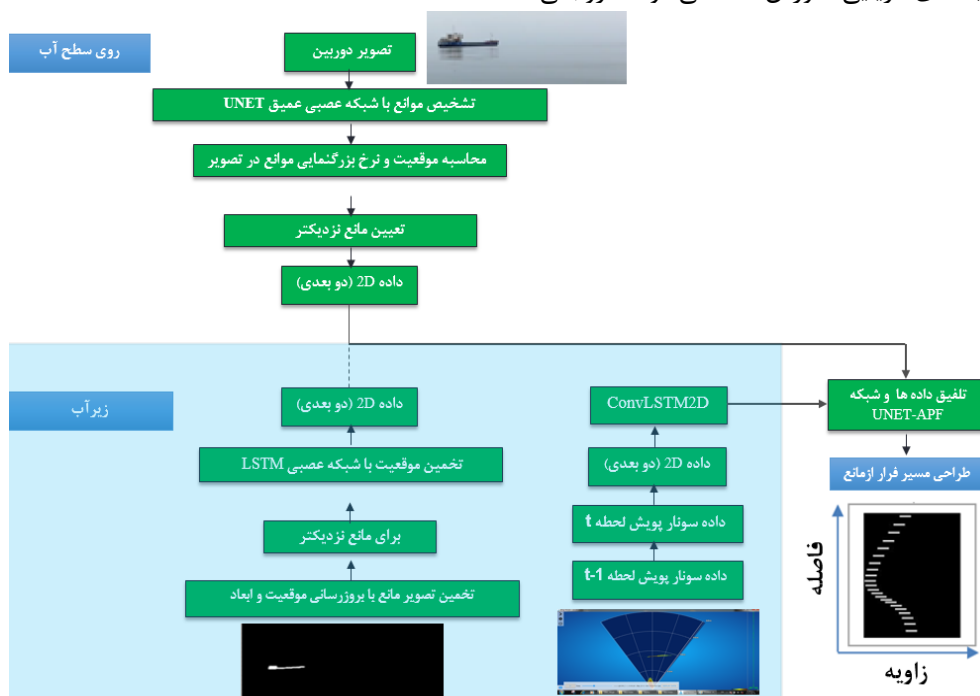 روی سطح آب
تصویر دوربین
تشخیص موانع با شبکه عصبی عمیق UNET
محاسبه موقعیت و نرخ بزرگنمایی موانع در تصویر
تعیین مانع نزدیکتر
داده 2D (دو بعدی)
زیرآب
داده 2D (دو بعدی)
تخمین موقعیت با شبکه عصبی LSTM
برای مانع نزدیکتر
تخمین تصویر مانع با بروزرسانی موقعیت و ابعاد
ConvLSTM2D
داده 2D (دو بعدی)
داده سونار پویش لحظه t
داده سونار پویش لحظه t-1
تلفیق داده ها و شبکه
UNET-APF
طراحی مسیر فرار ازمانع
فاصله
زاویه